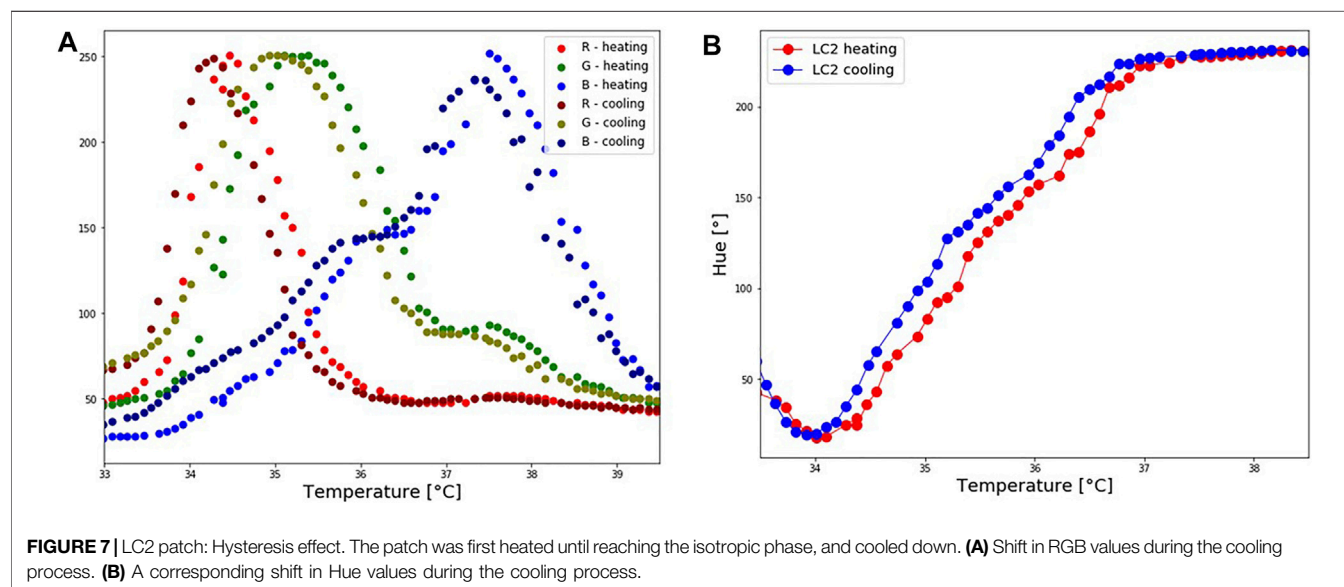 A
250
200
150
100
50
33
34
35
36
37
38
39
Temperature [°C]
R - heating
G - heating
B - heating
R - cooling
G - cooling
B - cooling
B
LC2 heating
LC2 cooling
Hue [°]
200
150
100
50
34
35
36
37
38
Temperature [°C]
FIGURE 7 | LC2 patch: Hysteresis effect. The patch was first heated until reaching the isotropic phase, and cooled down. (A) Shift in RGB values during the cooling
process. (B) A corresponding shift in Hue values during the cooling process.